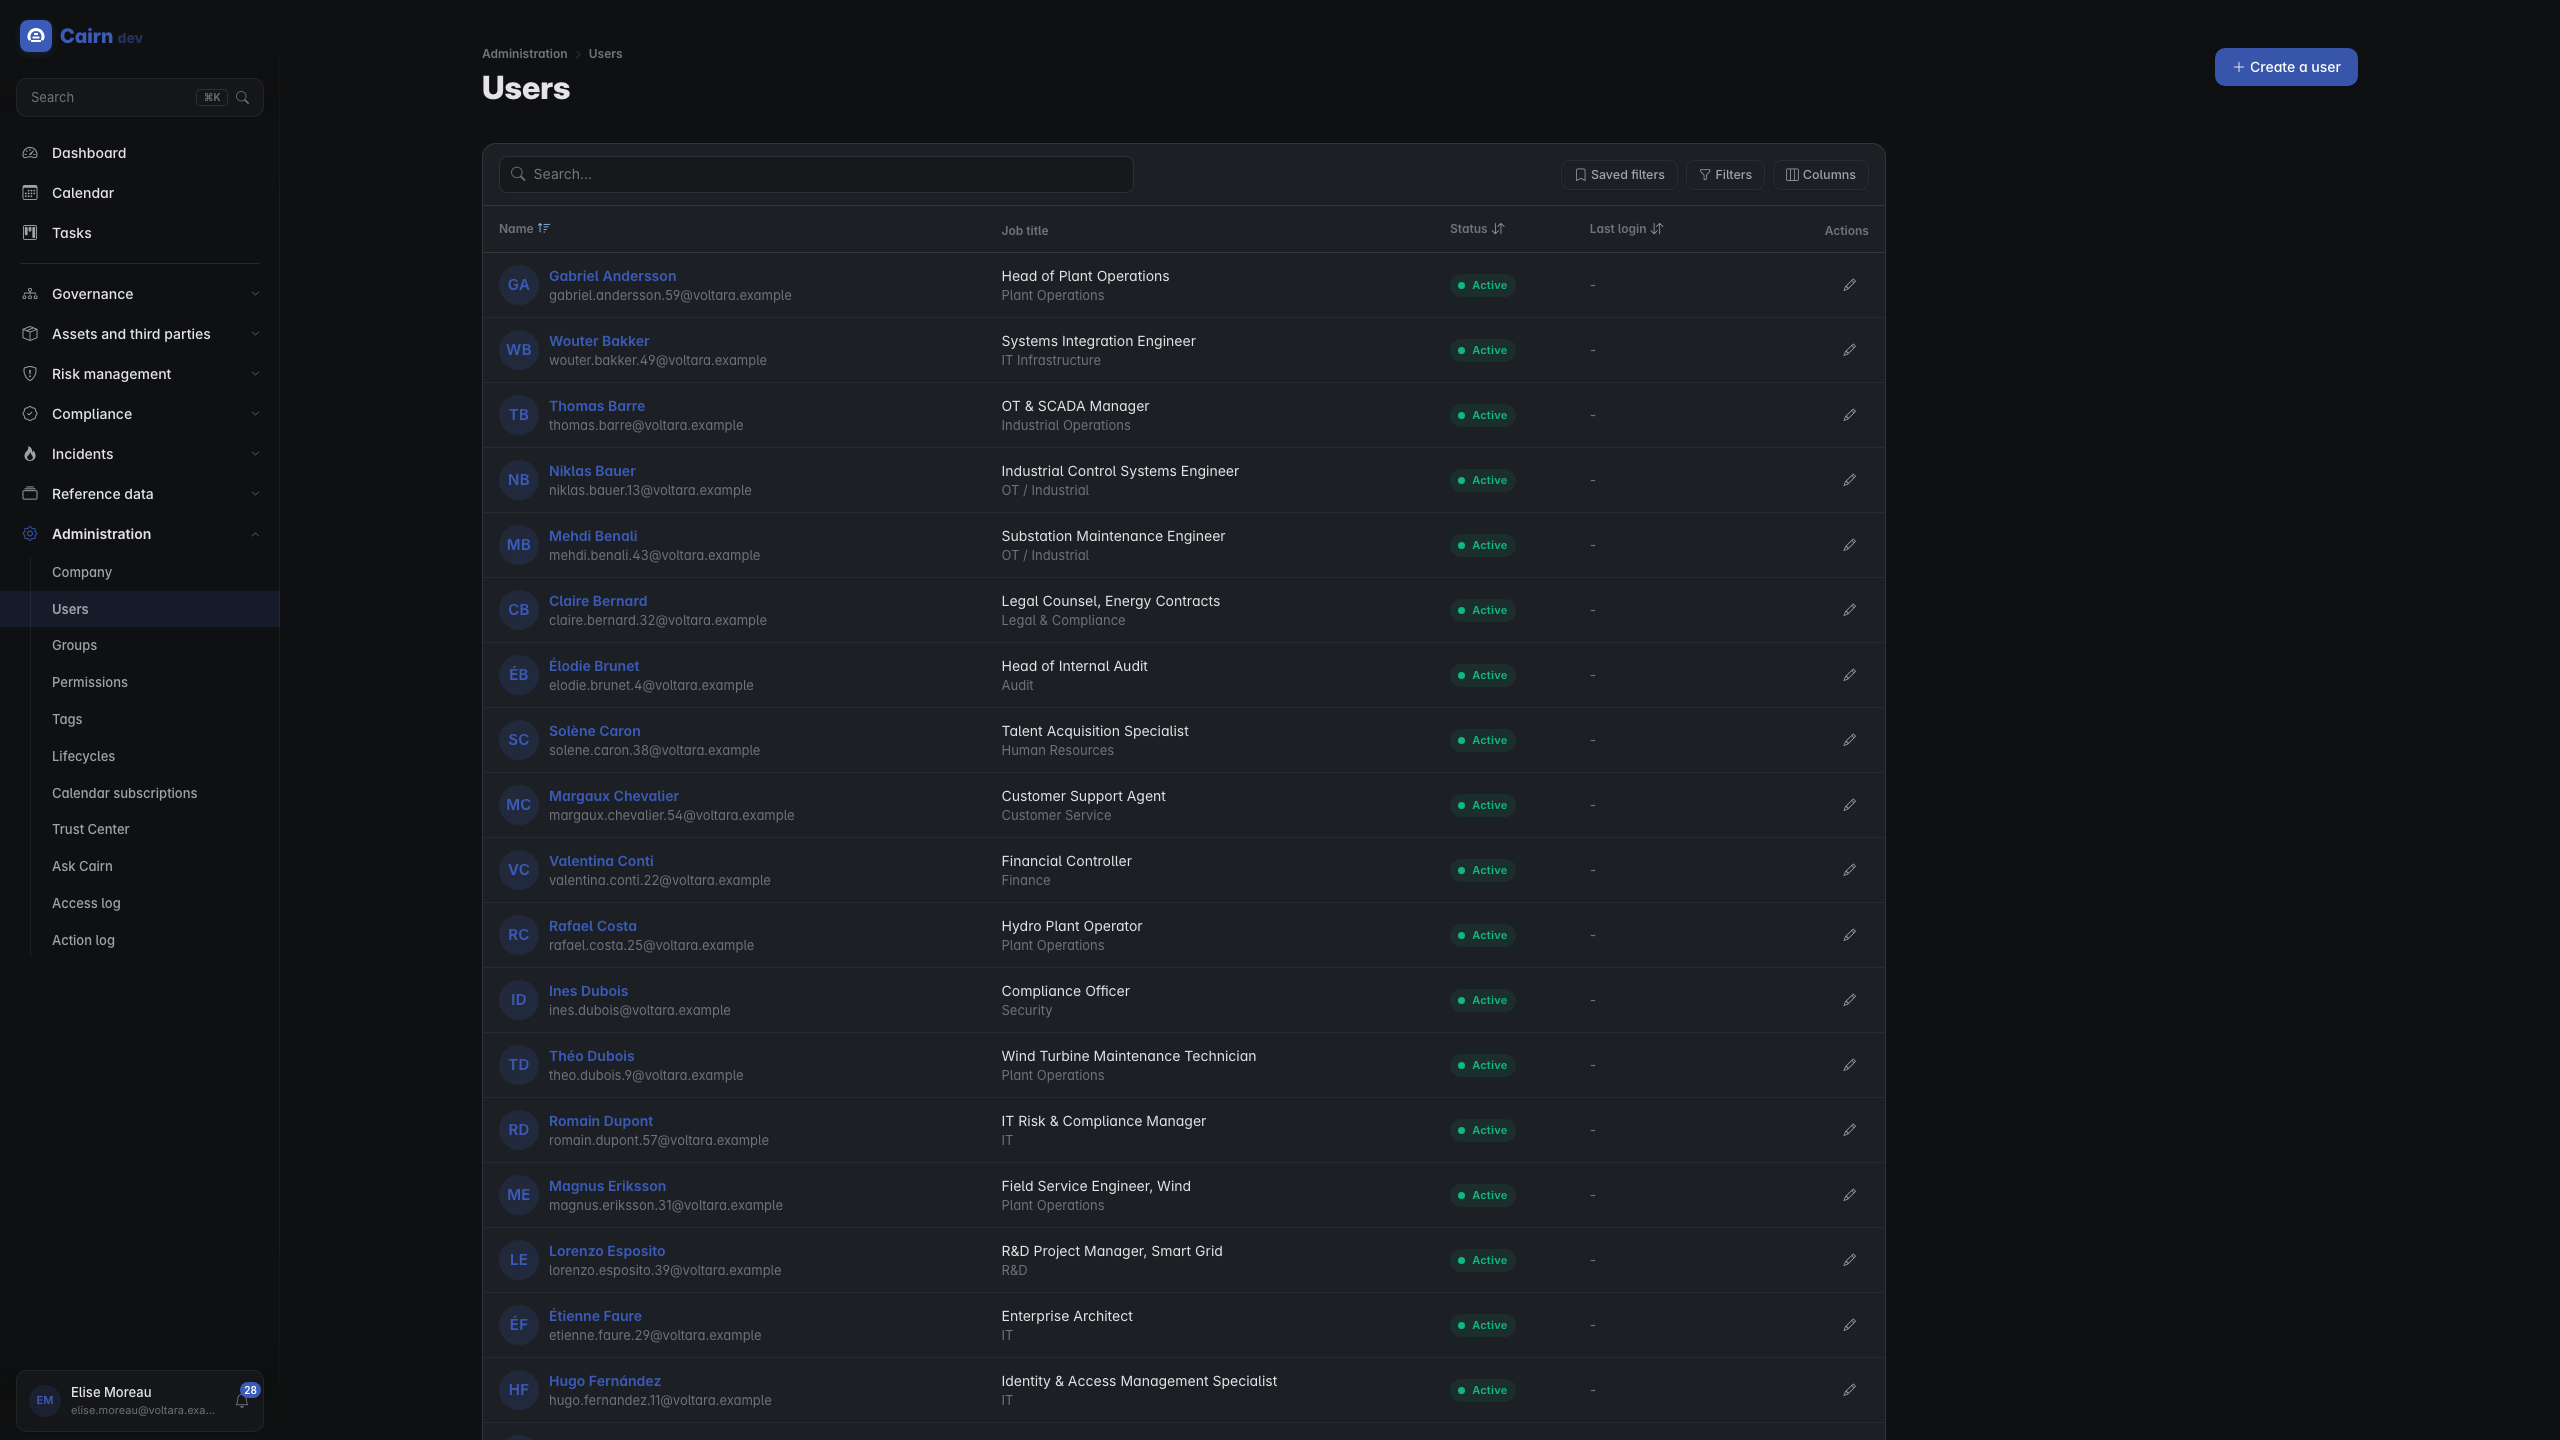 Cairn dev
Search ⌘K
Dashboard
Calendar
Tasks
Governance
Assets and third parties
Risk management
Compliance
Incidents
Reference data
Administration
Company
Users
Groups
Permissions
Tags
Lifecycles
Calendar subscriptions
Trust Center
Ask Cairn
Access log
Action log
EM
Elise Moreau
elise.moreau@voltara.exa...
28
Administration > Users
Users
+ Create a user
Search...
Saved filters
Filters
Columns
Name Job title Status Last login Actions
GA Gabriel Andersson Head of Plant Operations Active -
gabriel.andersson.59@voltara.example Plant Operations
WB Wouter Bakker Systems Integration Engineer Active -
wouter.bakker.49@voltara.example IT Infrastructure
TB Thomas Barre OT & SCADA Manager Active -
thomas.barre@voltara.example Industrial Operations
NB Niklas Bauer Industrial Control Systems Engineer Active -
niklas.bauer.13@voltara.example OT / Industrial
MB Mehdi Benali Substation Maintenance Engineer Active -
mehdi.benali.43@voltara.example OT / Industrial
CB Claire Bernard Legal Counsel, Energy Contracts Active -
claire.bernard.32@voltara.example Legal & Compliance
ÉB Élodie Brunet Head of Internal Audit Active -
elodie.brunet.4@voltara.example Audit
SC Solène Caron Talent Acquisition Specialist Active -
solene.caron.38@voltara.example Human Resources
MC Margaux Chevalier Customer Support Agent Active -
margaux.chevalier.54@voltara.example Customer Service
VC Valentina Conti Financial Controller Active -
valentina.conti.22@voltara.example Finance
RC Rafael Costa Hydro Plant Operator Active -
rafael.costa.25@voltara.example Plant Operations
ID Ines Dubois Compliance Officer Active -
ines.dubois@voltara.example Security
TD Théo Dubois Wind Turbine Maintenance Technician Active -
theo.dubois.9@voltara.example Plant Operations
RD Romain Dupont IT Risk & Compliance Manager Active -
romain.dupont.57@voltara.example IT
ME Magnus Eriksson Field Service Engineer, Wind Active -
magnus.eriksson.31@voltara.example Plant Operations
LE Lorenzo Esposito R&D Project Manager, Smart Grid Active -
lorenzo.esposito.39@voltara.example R&D
ÉF Étienne Faure Enterprise Architect Active -
etienne.faure.29@voltara.example IT
HF Hugo Fernández Identity & Access Management Specialist Active -
hugo.fernandez.11@voltara.example IT